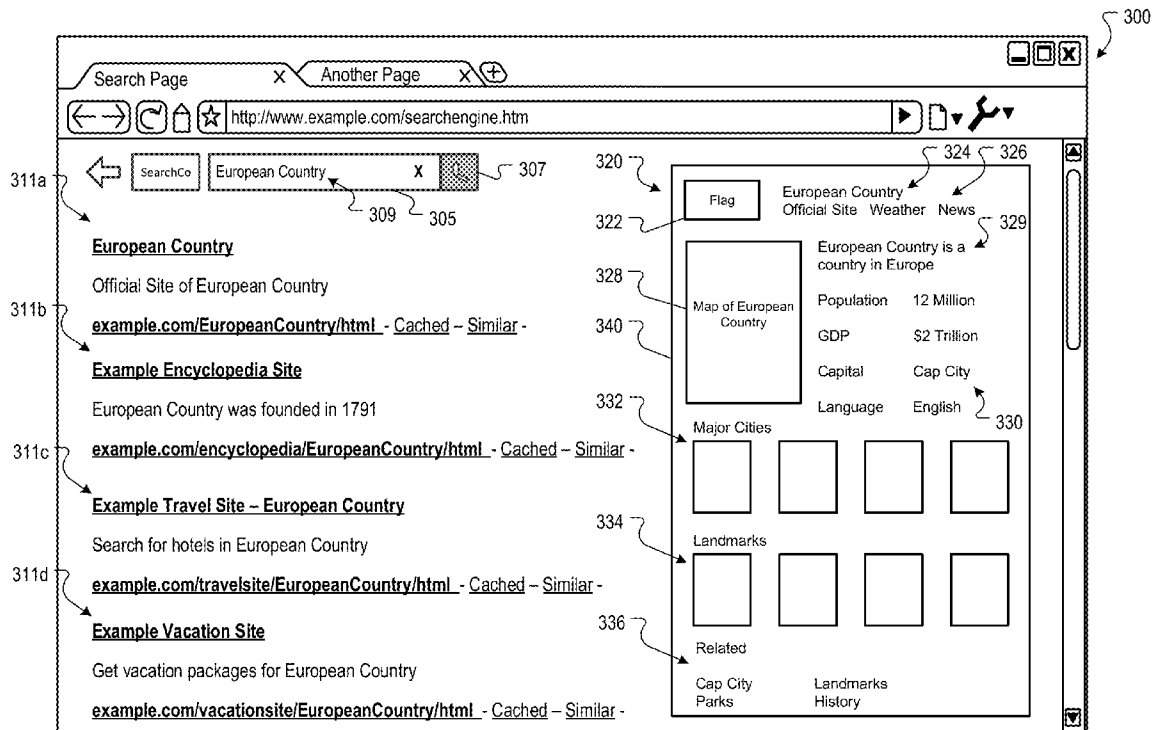 300
Search Page X Another Page X
http://www.example.com/searchengine.htm
311a
SearchCo European Country X
307
309 305
European Country
Official Site of European Country
311b
example.com/EuropeanCountry/html - Cached – Similar -
Example Encyclopedia Site
European Country was founded in 1791
311c
example.com/encyclopedia/EuropeanCountry/html - Cached – Similar -
Example Travel Site – European Country
Search for hotels in European Country
311d
example.com/travelsite/EuropeanCountry/html - Cached – Similar -
Example Vacation Site
Get vacation packages for European Country
example.com/vacationsite/EuropeanCountry/html - Cached – Similar -
320
324
326
322
Flag
European Country
Official Site Weather News
329
European Country is a
country in Europe
328
Map of European
Country
340
Population 12 Million
GDP $2 Trillion
Capital Cap City
Language English
330
332
Major Cities
334
Landmarks
336
Related
Cap City Landmarks
Parks History